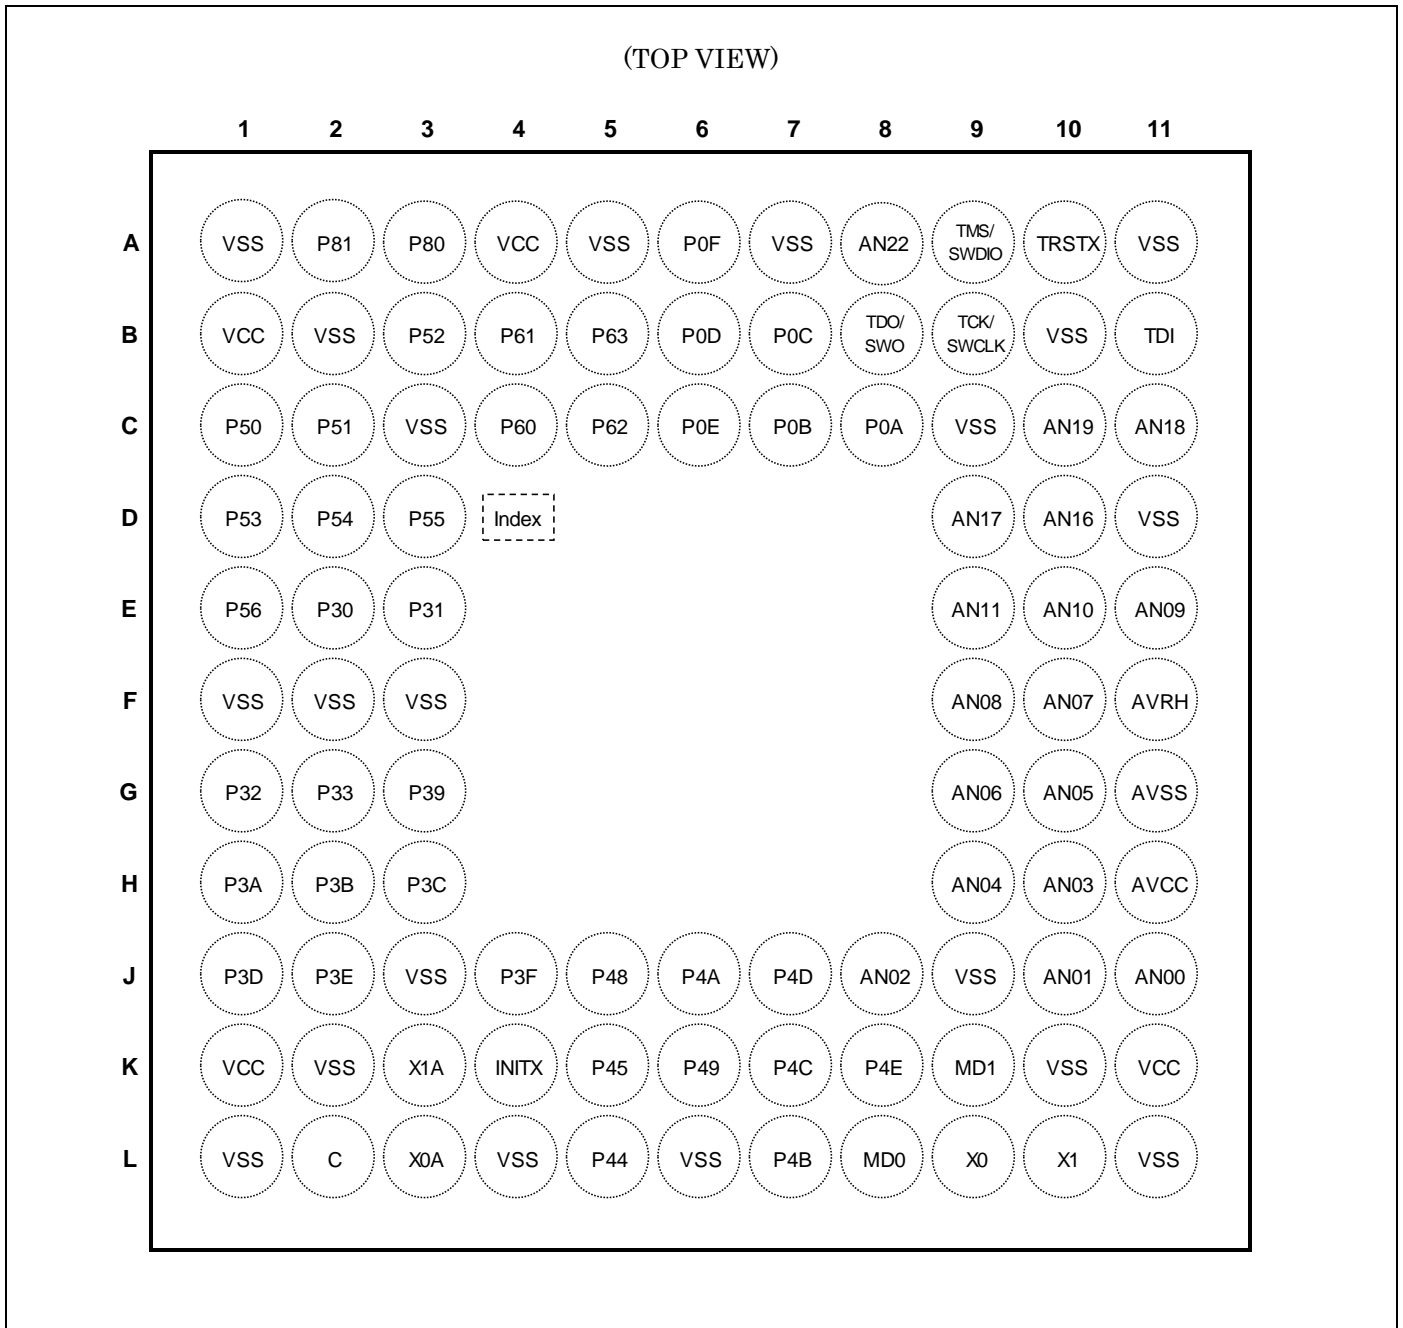 (TOP VIEW)
1 2 3 4 5 6 7 8 9 10 11
A VSS P81 P80 VCC VSS P0F VSS AN22 TMS/SWDIO TRSTX VSS
B VCC VSS P52 P61 P63 P0D P0C TDO/SWO TCK/SWCLK VSS TDI
C P50 P51 VSS P60 P62 P0E P0B P0A VSS AN19 AN18
D P53 P54 P55 Index AN17 AN16 VSS
E P56 P30 P31 AN11 AN10 AN09
F VSS VSS VSS AN08 AN07 AVRH
G P32 P33 P39 AN06 AN05 AVSS
H P3A P3B P3C AN04 AN03 AVCC
J P3D P3E VSS P3F P48 P4A P4D AN02 VSS AN01 AN00
K VCC VSS X1A INITX P45 P49 P4C P4E MD1 VSS VCC
L VSS C X0A VSS P44 VSS P4B MD0 X0 X1 VSS